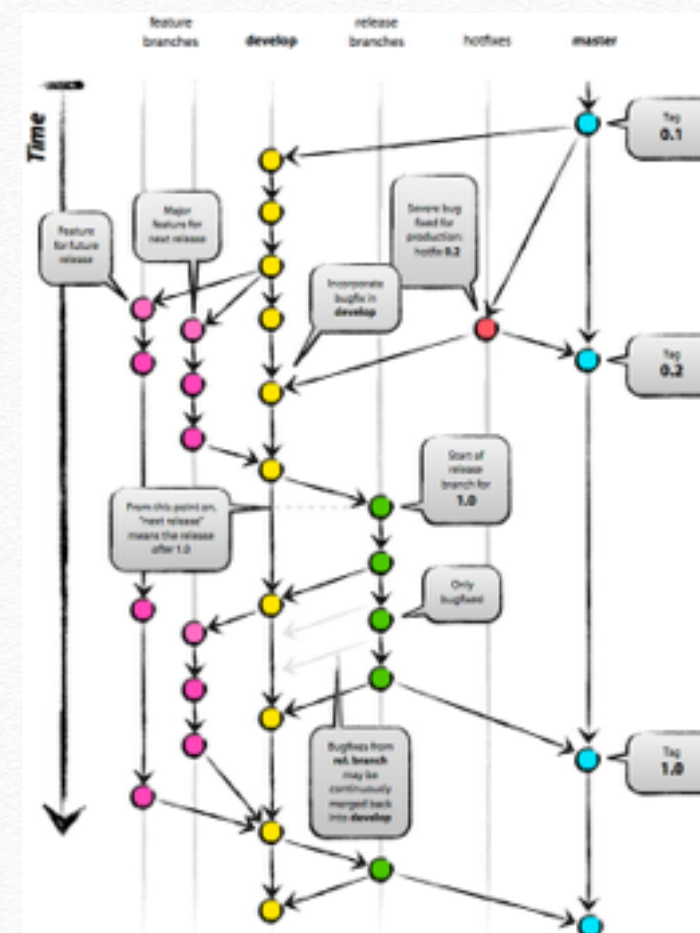 feature
branches
develop
release
branches
hotfixes
master
Time
Tag
0.1
Major
feature for
next release
Feature
for future
release
Severe bug
fixed for
production:
hotfix 0.2
Incorporate
bugfix in
develop
Tag
0.2
Start of
release
branch for
1.0
From this point on,
"next release"
means the release
after 1.0
Only
bugfixes!
Bugfixes from
rel. branch
may be
continuously
merged back
into develop
Tag
1.0